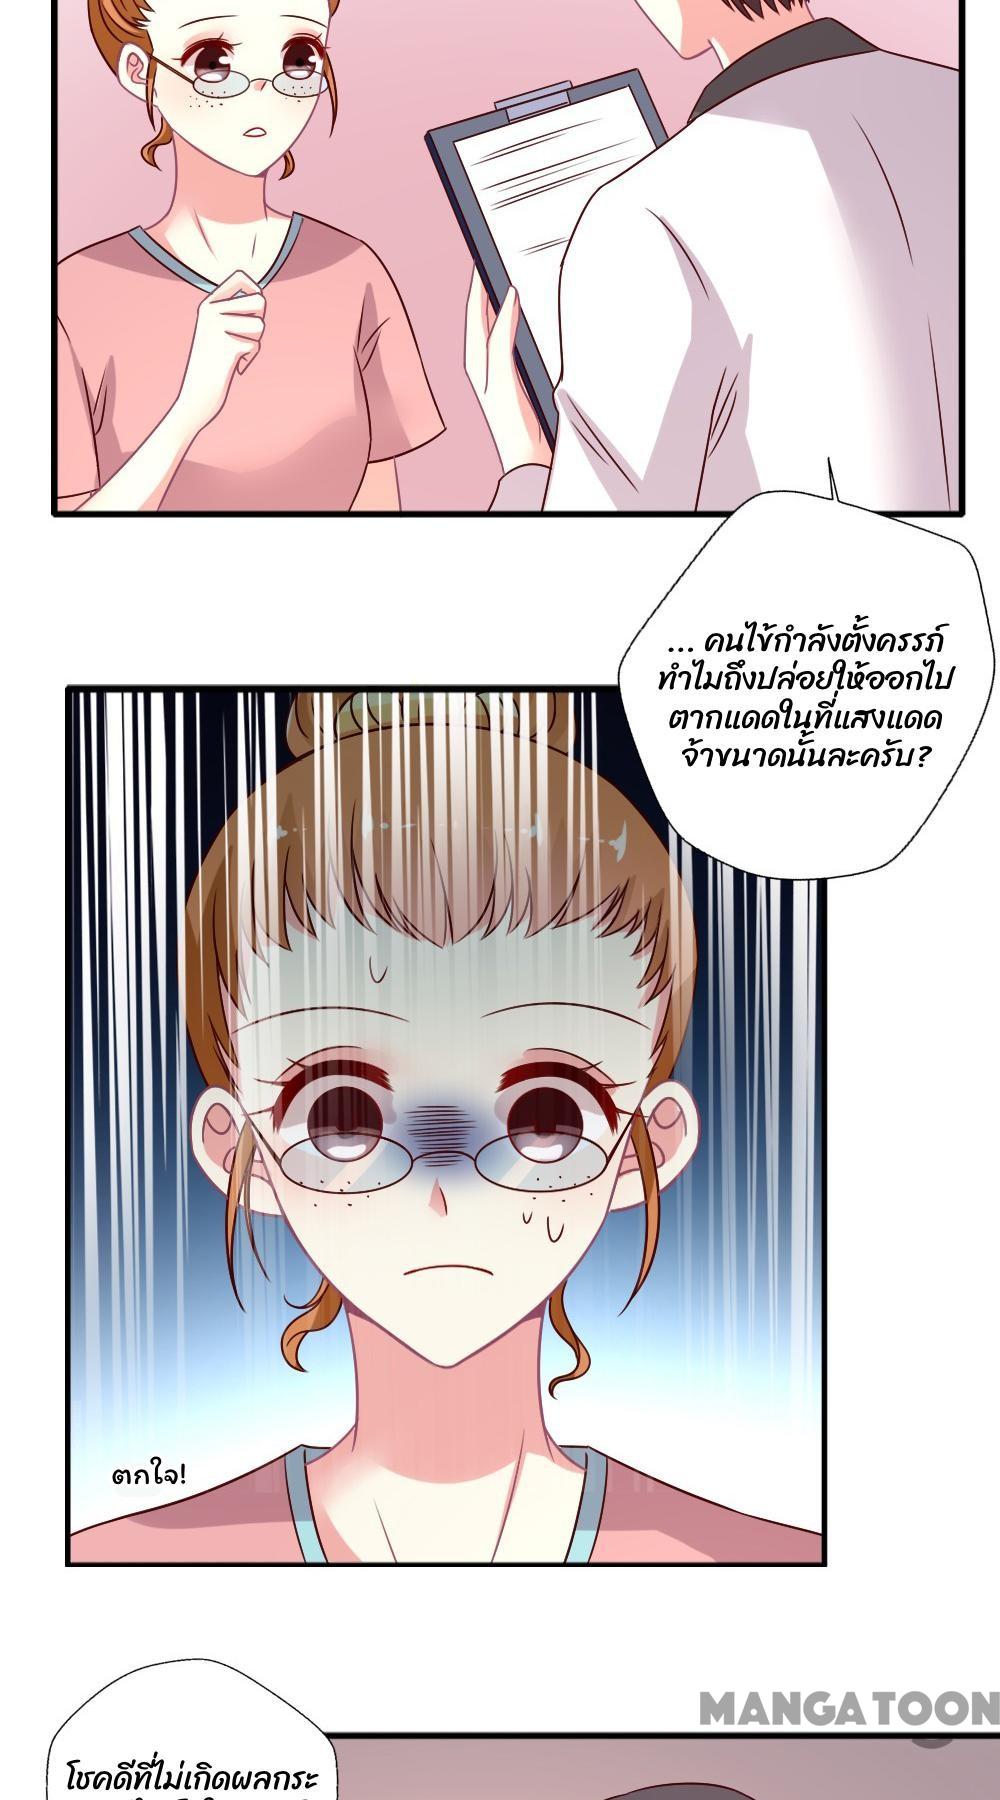 ... คนไข้กำลังตั้งครรภ์
ทำไมถึงปล่อยให้ออกไป
ตากแดดในที่แสงแดด
จ้าขนาดนั้นละครับ?
ตกใจ!
MANGATOON
โชคดีที่ไม่เกิดผลกระ